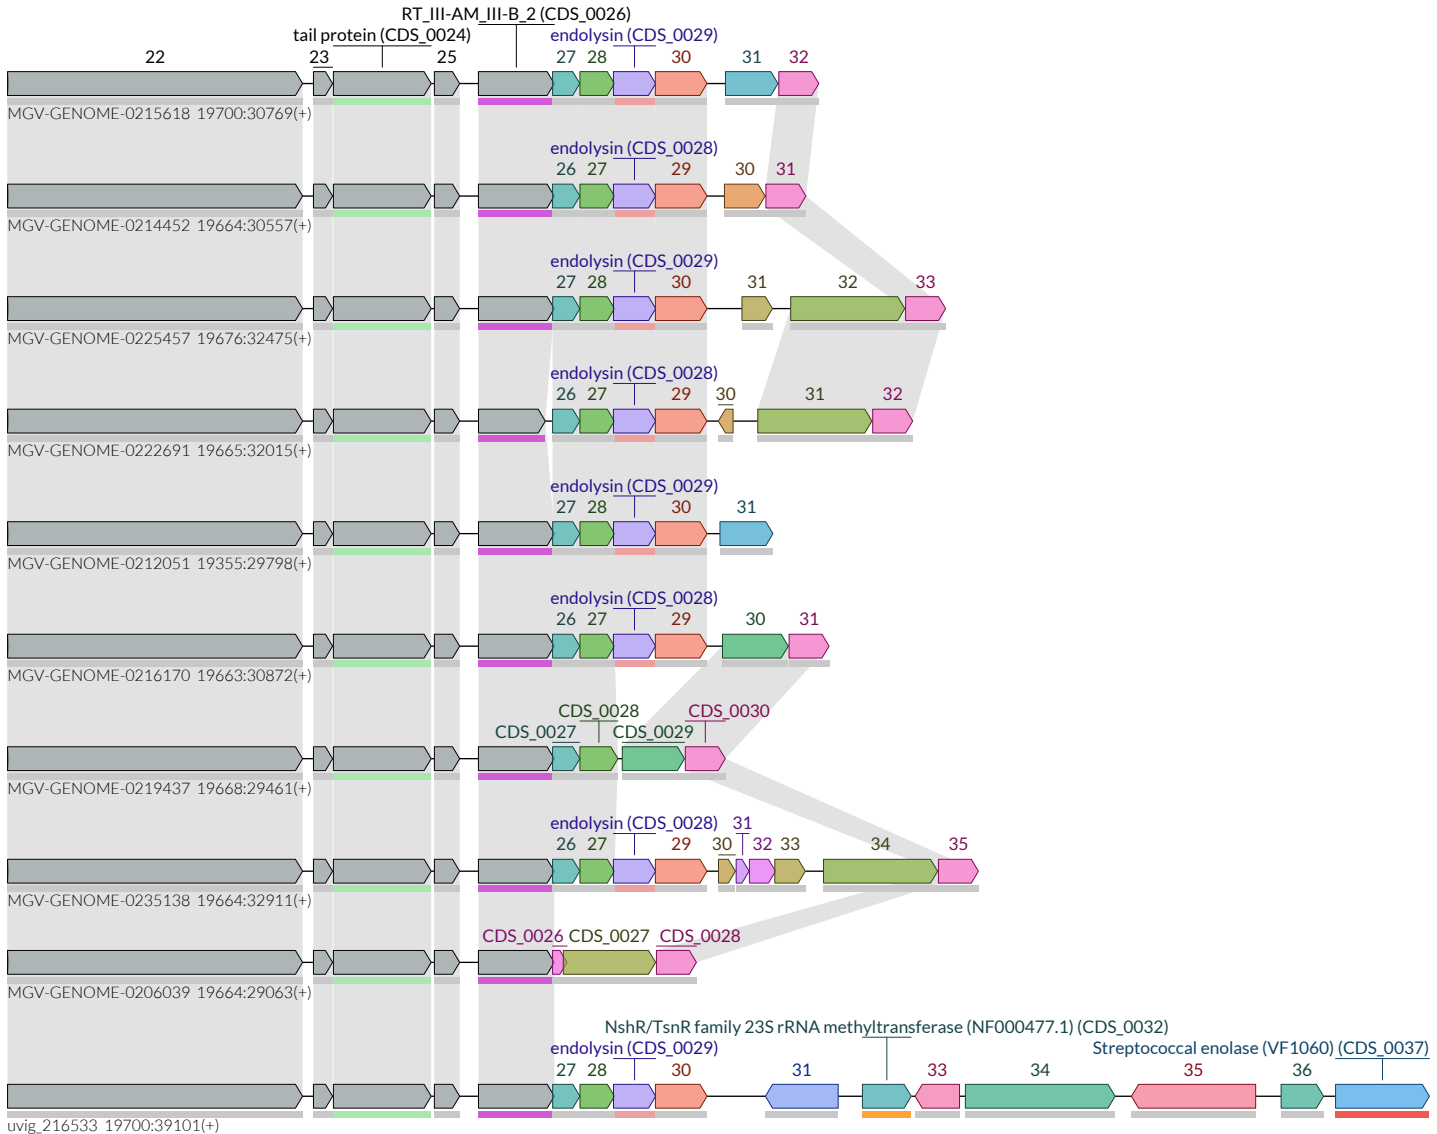 RT_III-AM_III-B_2 (CDS_0026)
tail protein (CDS_0024) endolysin (CDS_0029)
22 23 25 27 28 30 31 32
MGV-GENOME-0215618 19700:30769(+)
endolysin (CDS_0028)
26 27 29 30 31
MGV-GENOME-0214452 19664:30557(+)
endolysin (CDS_0029)
27 28 30 31 32 33
MGV-GENOME-0225457 19676:32475(+)
endolysin (CDS_0028)
26 27 29 30 31 32
MGV-GENOME-0222691 19665:32015(+)
endolysin (CDS_0029)
27 28 30 31
MGV-GENOME-0212051 19355:29798(+)
endolysin (CDS_0028)
26 27 29 30 31
MGV-GENOME-0216170 19663:30872(+)
CDS_0028 CDS_0030
CDS_0027 CDS_0029
MGV-GENOME-0219437 19668:29461(+)
endolysin (CDS_0028) 31
26 27 29 30 32 33 34 35
MGV-GENOME-0235138 19664:32911(+)
CDS_0026 CDS_0027 CDS_0028
MGV-GENOME-0206039 19664:29063(+)
NshR/TsnR family 23S rRNA methyltransferase (NF000477.1) (CDS_0032)
endolysin (CDS_0029) Streptococcal enolase (VF1060) (CDS_0037)
27 28 30 31 33 34 35 36
uvig_216533 19700:39101(+)